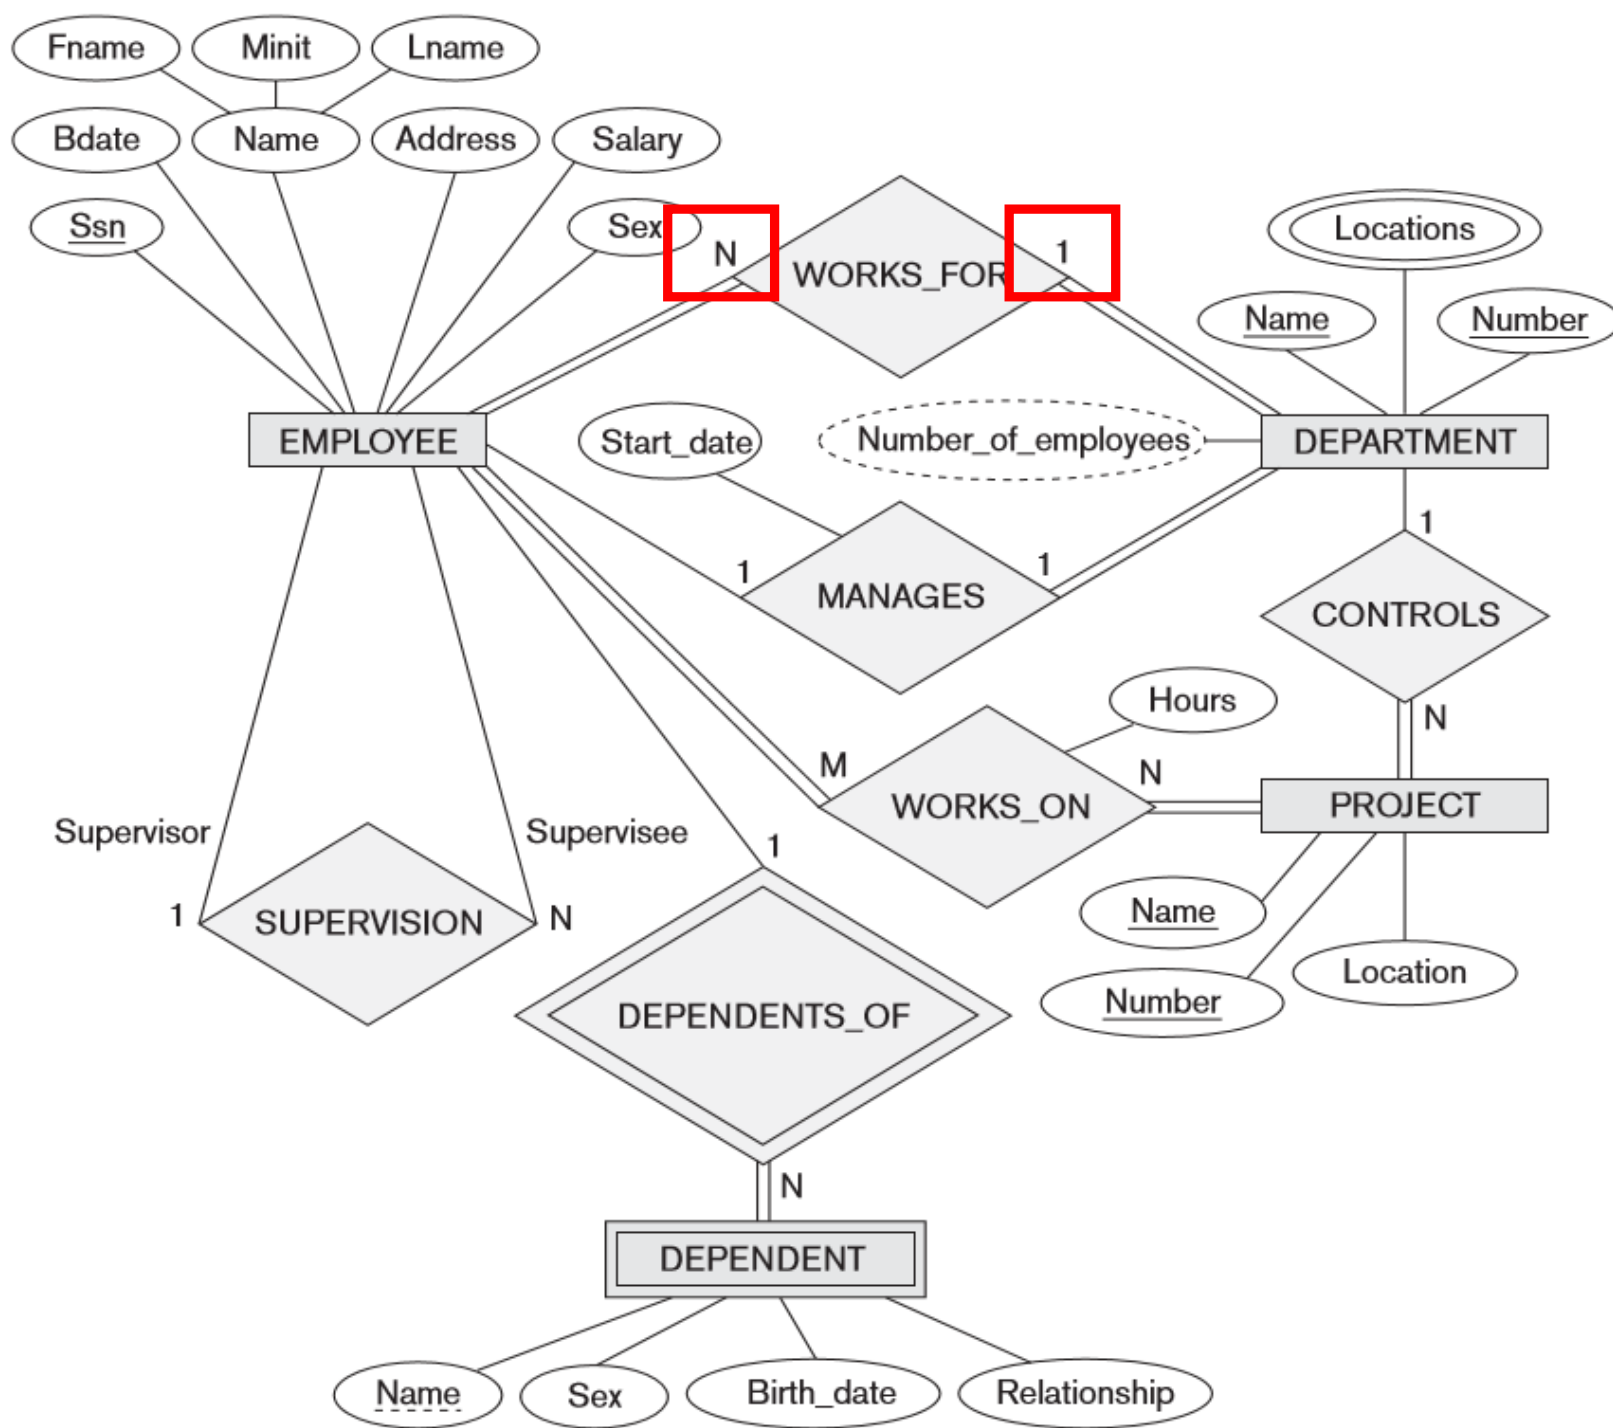 Fname Minit Lname
Bdate Name Address Salary
Ssn Sex N 1 Locations
WORKS_FOR
Name Number
EMPLOYEE Start_date Number_of_employees DEPARTMENT
1
1 1
MANAGES
CONTROLS
Hours
N
M N
WORKS_ON PROJECT
Supervisor Supervisee
1
Name
1 SUPERVISION N
Location
Number
DEPENDENTS_OF
N
DEPENDENT
Name Sex Birth_date Relationship